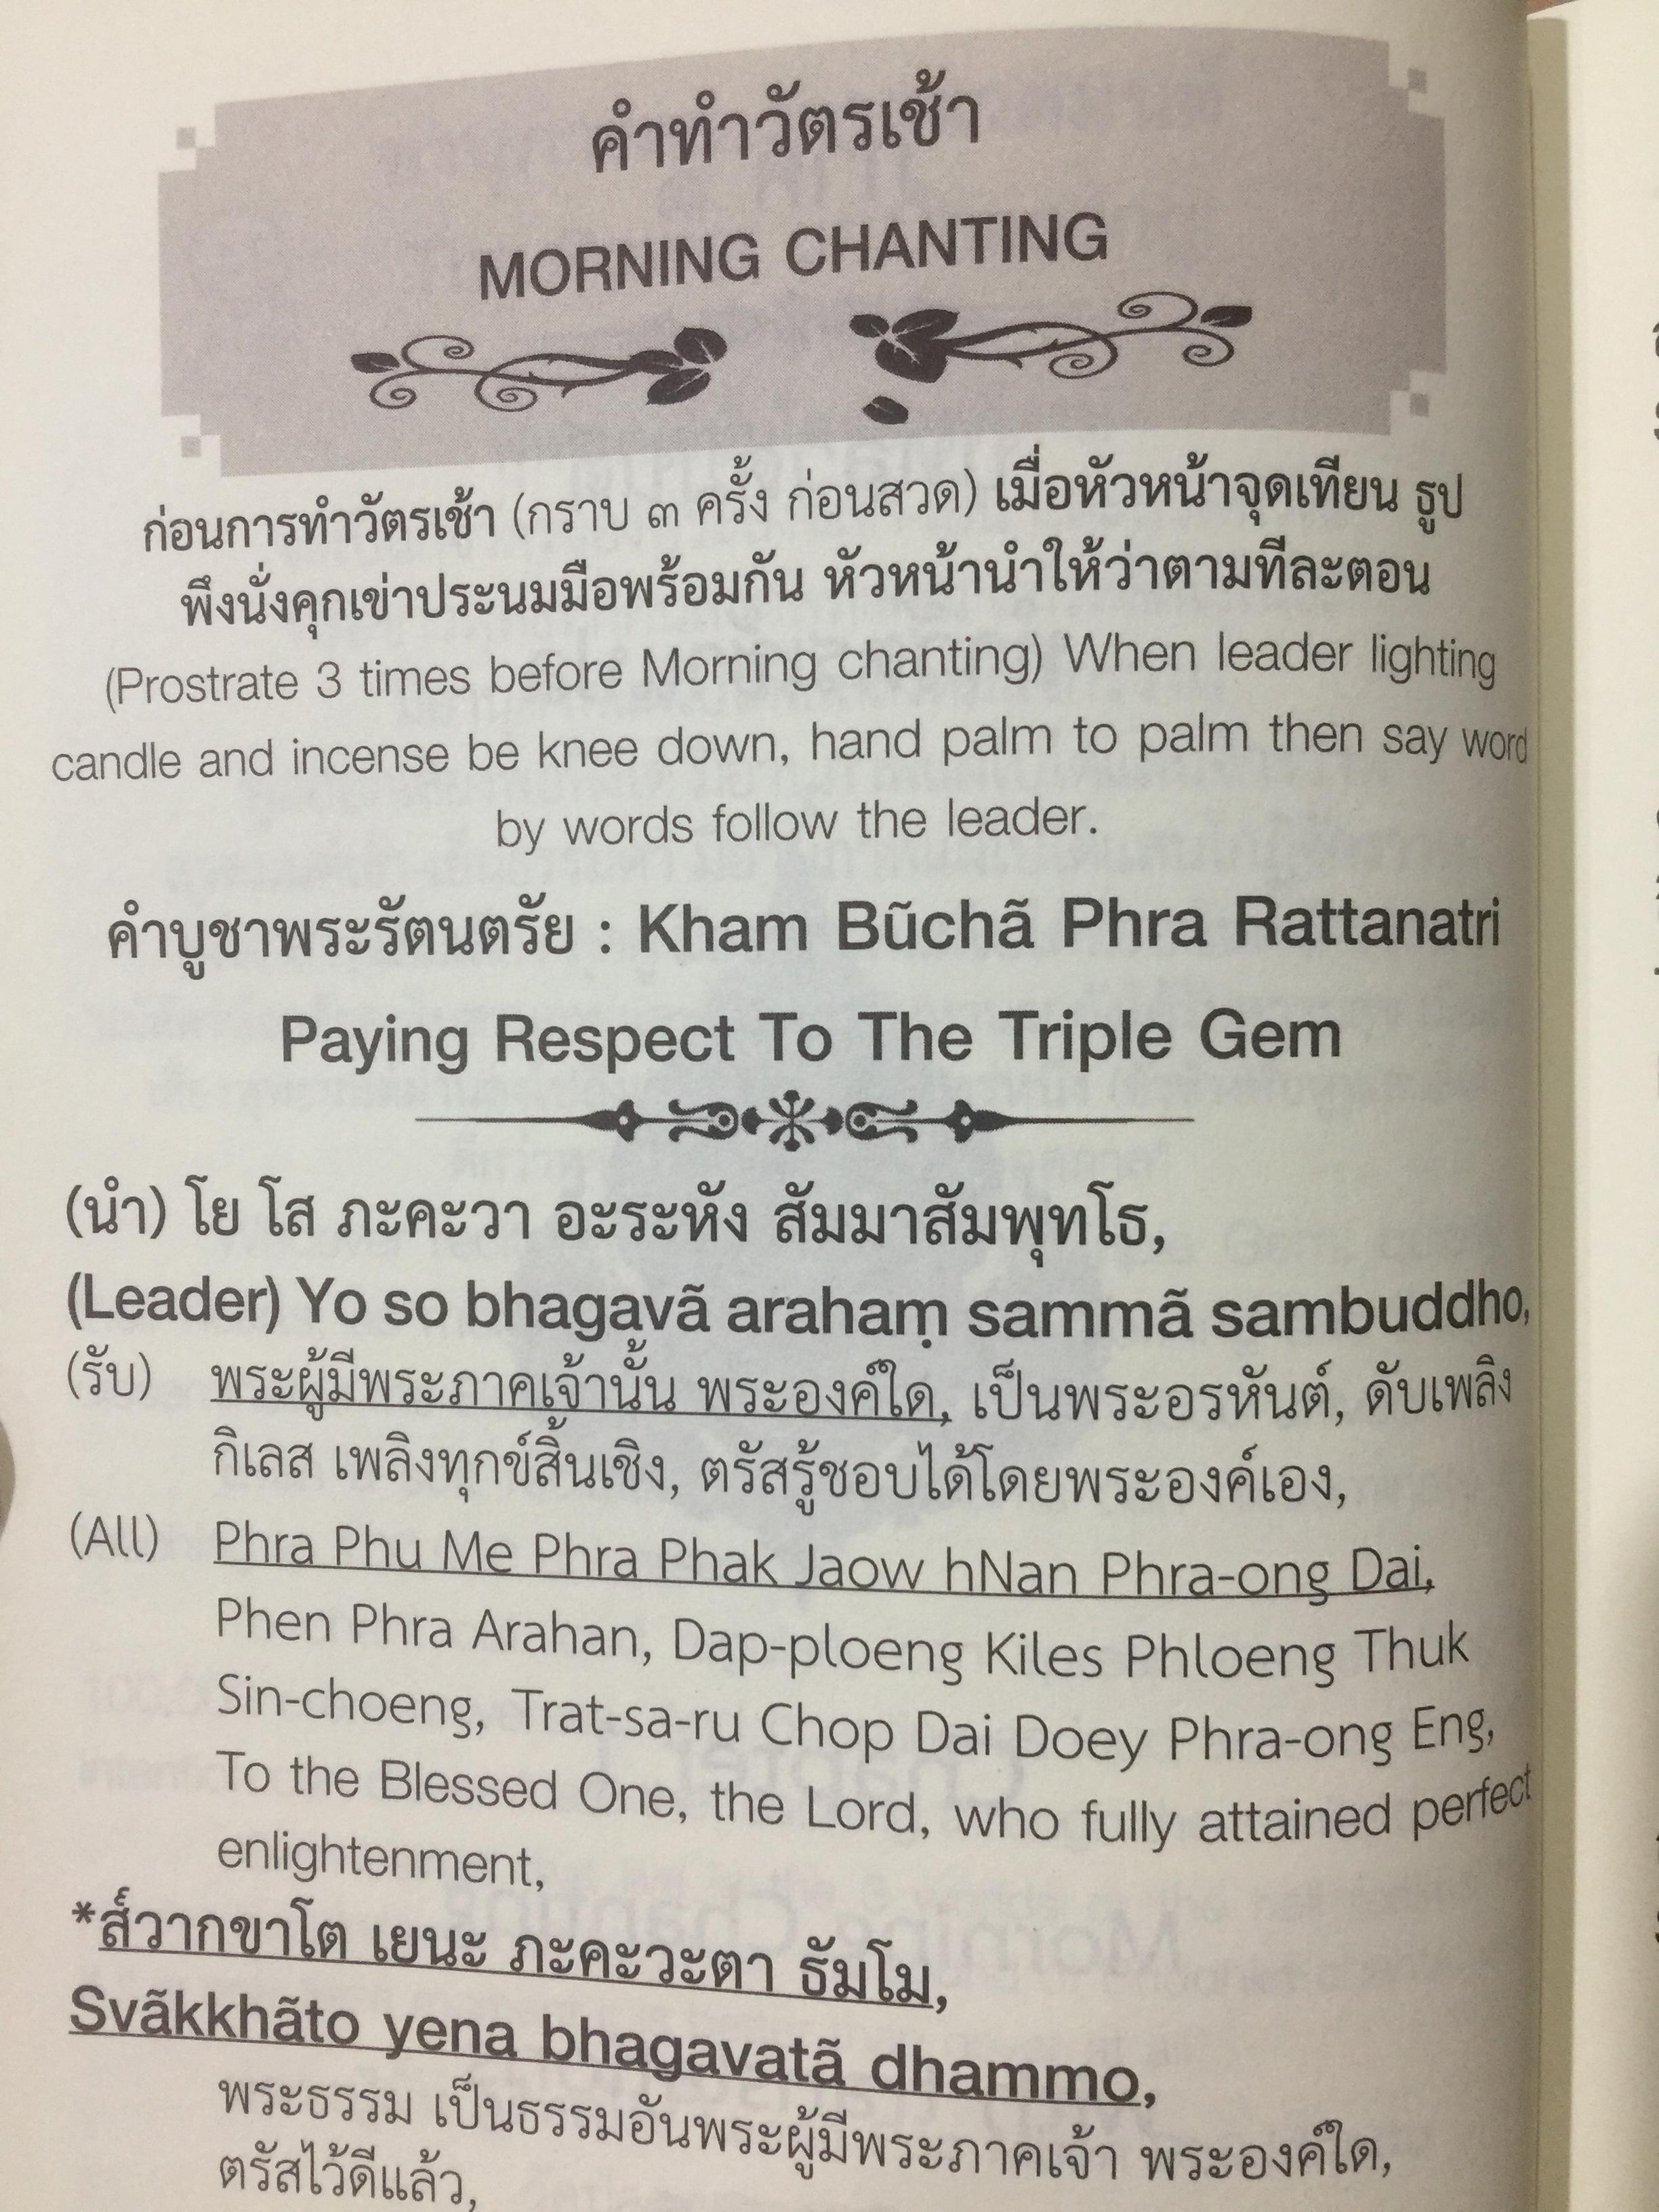 คำทำวัตรเช้า
MORNING CHANTING
ก่อนการทำวัตรเช้า (กราบ ๓ ครั้ง ก่อนสวด) เมื่อหัวหน้าจุดเทียน ธูป
พึงนั่งคุกเข่าประนมมือพร้อมกัน หัวหน้านำให้ว่าตามทีละตอน
(Prostrate 3 times before Morning chanting) When leader lighting
candle and incense be knee down, hand palm to palm then say word
by words follow the leader.
คำบูชาพระรัตนตรัย : Kham Bũchã Phra Rattanatri
Paying Respect To The Triple Gem
(นำ) โย โส ภะคะวา อะระหัง สัมมาสัมพุทโธ,
(Leader) Yo so bhagavã arahaṃ sammã sambuddho,
(รับ) พระผู้มีพระภาคเจ้านั้น พระองค์ใด, เป็นพระอรหันต์, ดับเพลิง
กิเลส เพลิงทุกข์สิ้นเชิง, ตรัสรู้ชอบได้โดยพระองค์เอง,
(All) Phra Phu Me Phra Phak Jaow hNan Phra-ong Dai,
Phen Phra Arahan, Dap-ploeng Kiles Phloeng Thuk
Sin-choeng, Trat-sa-ru Chop Dai Doey Phra-ong Eng,
To the Blessed One, the Lord, who fully attained perfect
enlightenment,
*ส๎วากขาโต เยนะ ภะคะวะตา ธัมโม,
Svãkkhãto yena bhagavatã dhammo,
พระธรรม เป็นธรรมอันพระผู้มีพระภาคเจ้า พระองค์ใด,
ตรัสไว้ดีแล้ว,